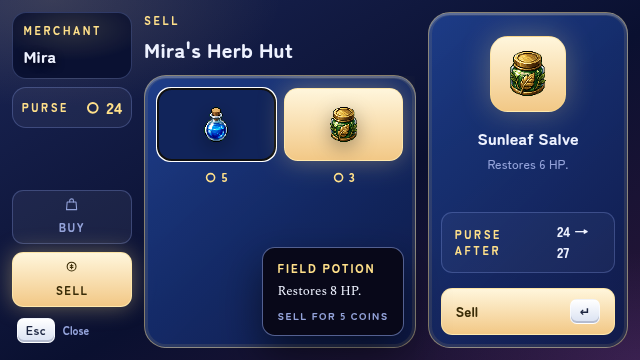 MERCHANT
Mira
PURSE 24
BUY
SELL
Esc Close
SELL
Mira's Herb Hut
5
3
FIELD POTION
Restores 8 HP.
SELL FOR 5 COINS
Sunleaf Salve
Restores 6 HP.
PURSE AFTER
24 → 27
Sell ↵